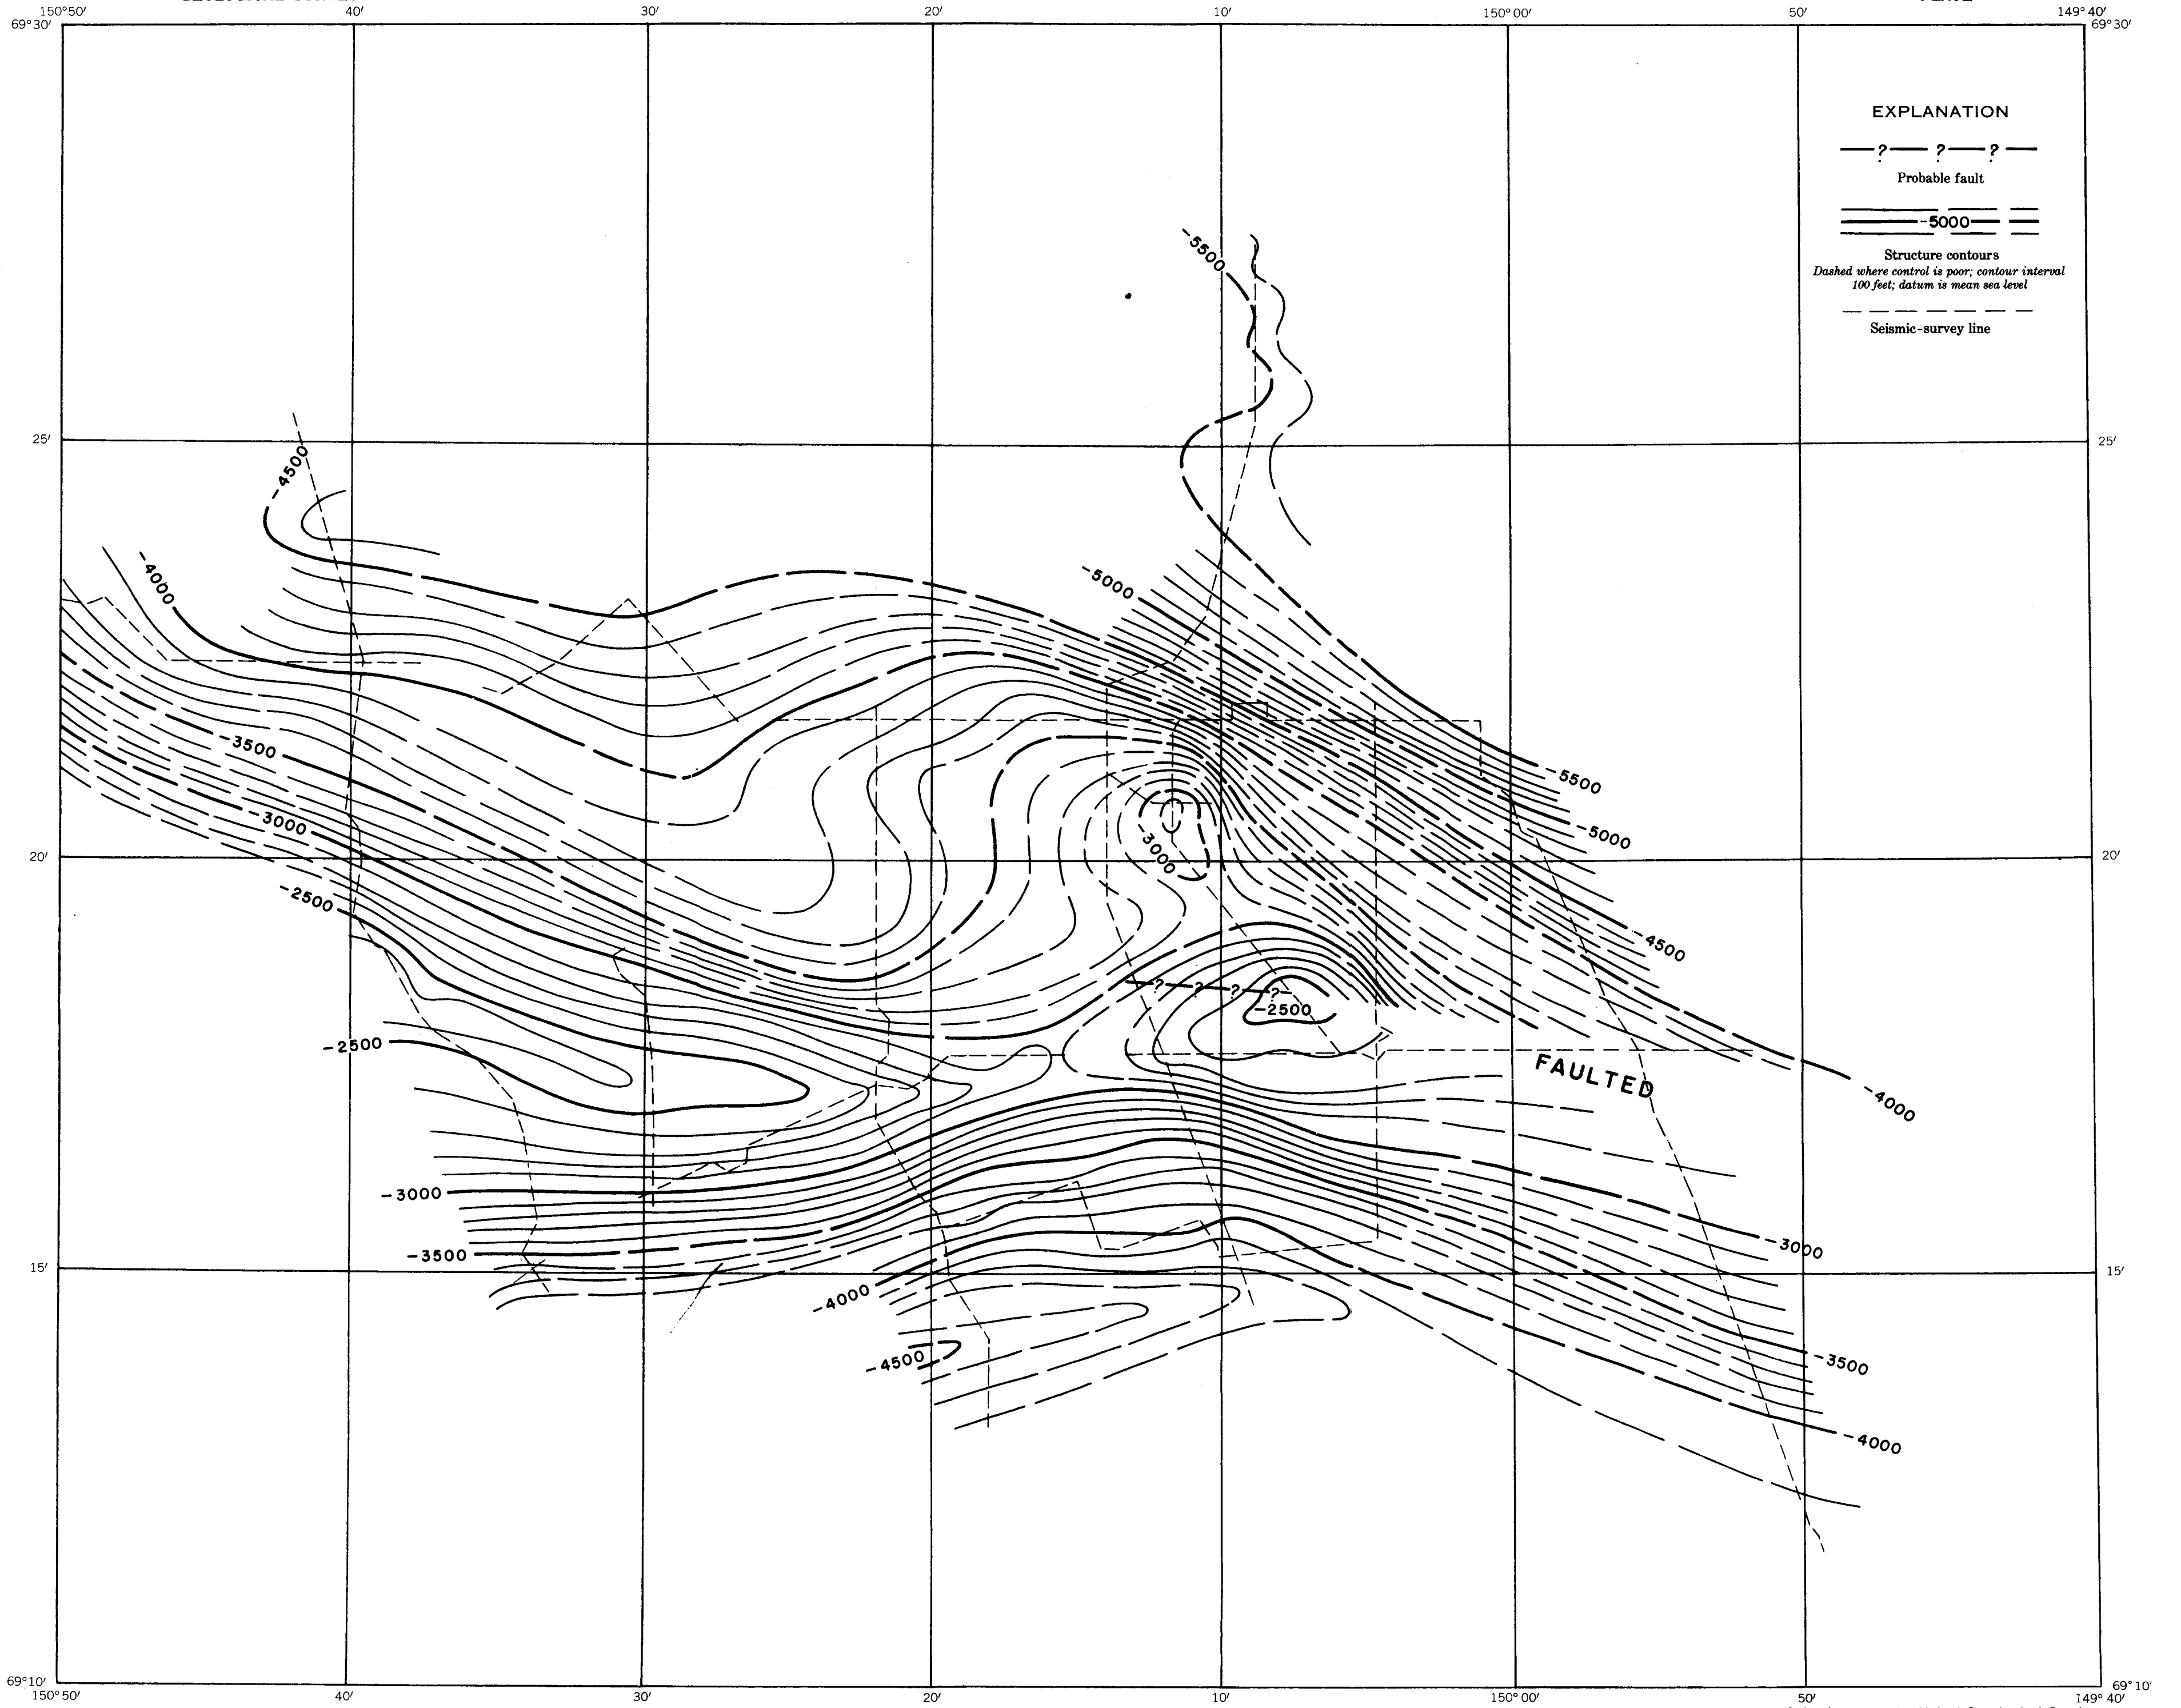 150°50′ 40′ 30′ 20′ 10′ 150°00′ 50′ 149°40′
69°30′ 69°30′
EXPLANATION
? ? ?
Probable fault
-5000
Structure contours
Dashed where control is poor; contour interval
100 feet; datum is mean sea level
Seismic-survey line
-5500
25′ 25′
-4500
-4000
-5000
-3500
-5500
-3000
-5000
-3000
20′ 20′
-2500
-4500
? ? ? ?
-2500
-2500
FAULTED
-4000
-3000
-3000
-3500
15′ 15′
-4000
-3500
-4500
-4000
69°10′ 69°10′
150°50′ 40′ 30′ 20′ 10′ 150°00′ 50′ 149°40′